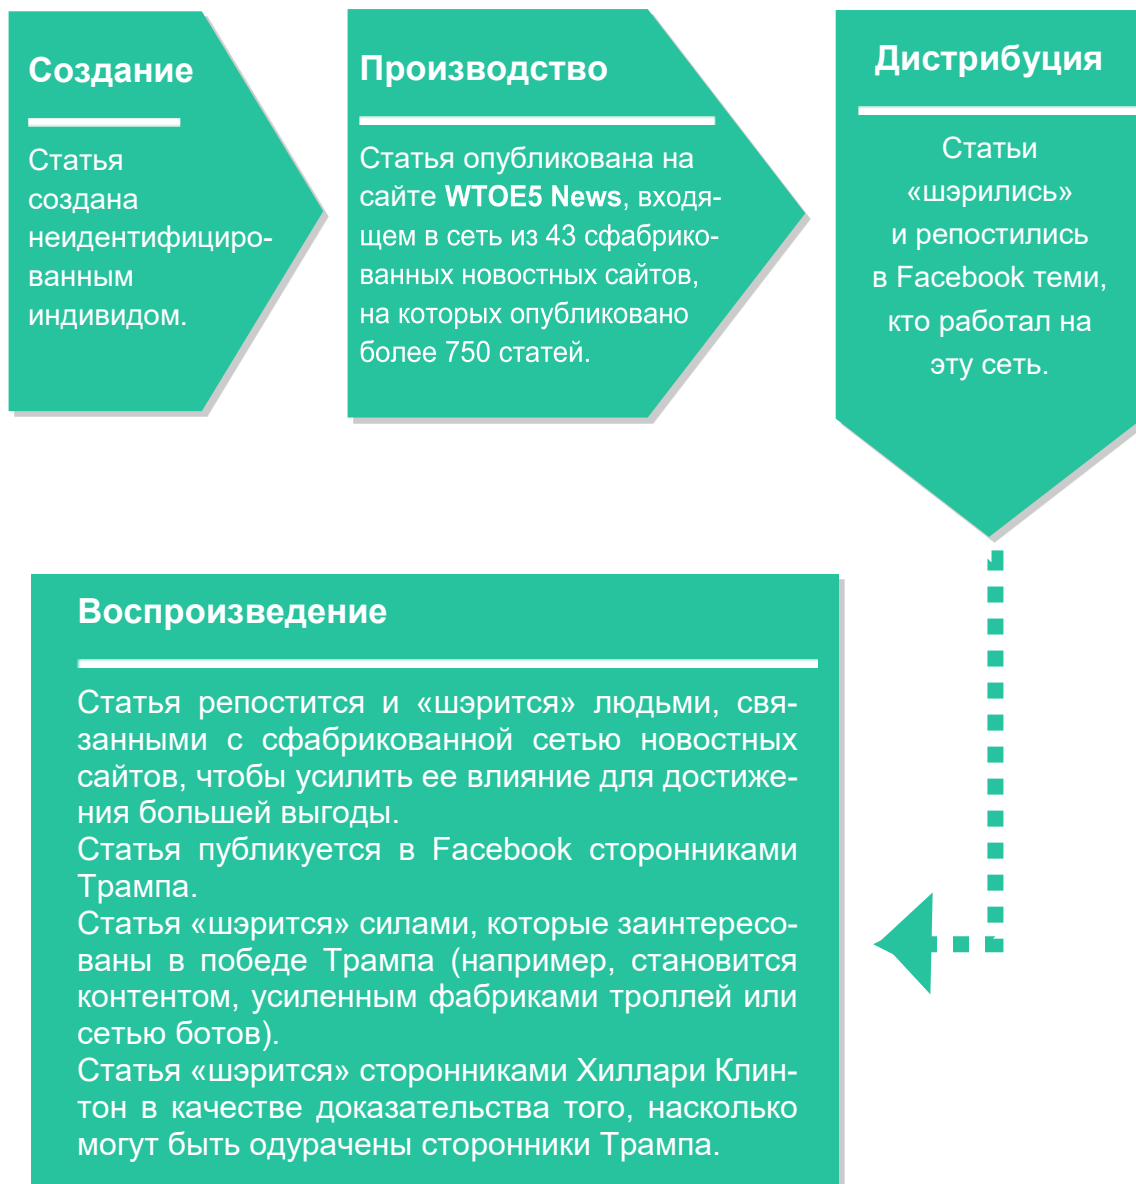 Создание
Статья
создана
неидентифициро-
ванным
индивидом.
Производство
Статья опубликована на
сайте WTOE5 News, входя-
щем в сеть из 43 сфабрико-
ванных новостных сайтов,
на которых опубликовано
более 750 статей.
Дистрибуция
Статьи
«шэрились»
и репостились
в Facebook теми,
кто работал на
эту сеть.
Воспроизведение
Статья репостится и «шэрится» людьми, свя-
занными с сфабрикованной сетью новостных
сайтов, чтобы усилить ее влияние для достиже-
ния большей выгоды.
Статья публикуется в Facebook сторонниками
Трампа.
Статья «шэрится» силами, которые заинтересо-
ваны в победе Трампа (например, становится
контентом, усиленным фабриками троллей или
сетью ботов).
Статья «шэрится» сторонниками Хиллари Клин-
тон в качестве доказательства того, насколько
могут быть одурачены сторонники Трампа.